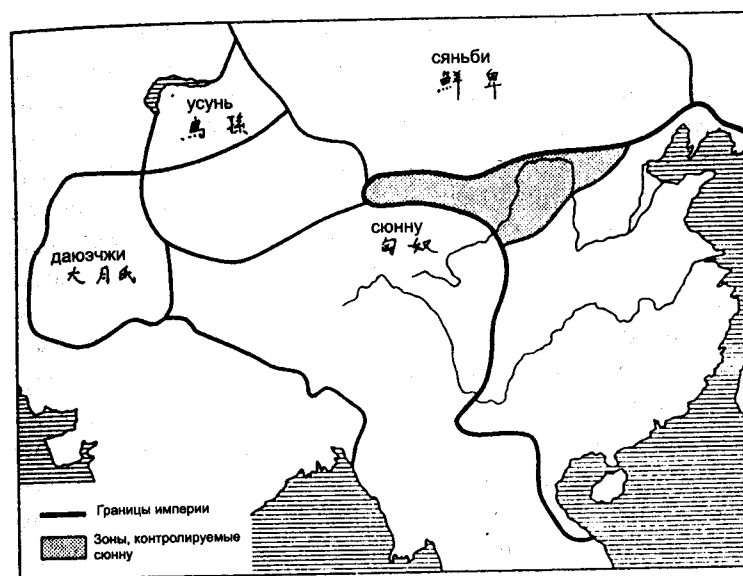 сяньби
鮮卑
усунь
烏孫
сюнну
匈奴
даюэчжи
大月氏
Границы империи
Зоны, контролируемые
сюнну